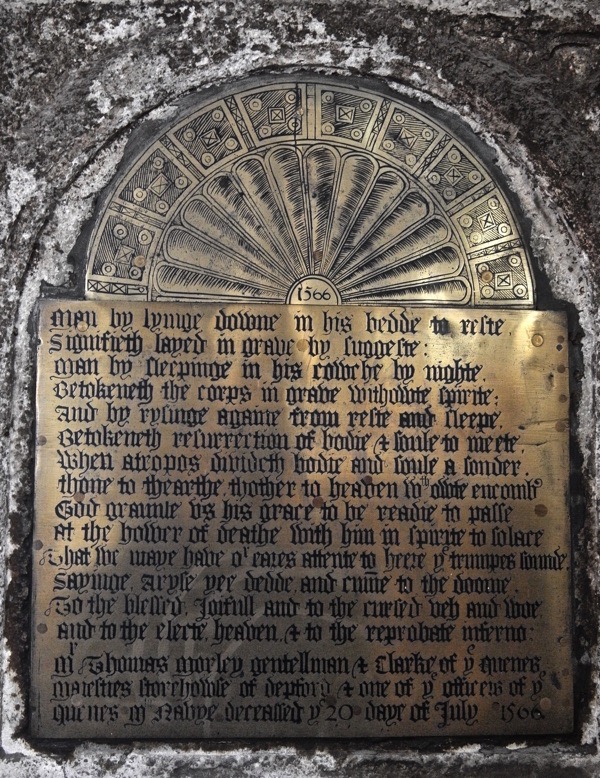 1566
Man by lyinge downe in his bedde to reste,
Signifieth layed in grave by suggeste:
Man by sleepinge in his cowche by nighte,
Betokeneth the corps in grave withowte spirite:
And by rysinge againe from reste and sleepe,
Betokeneth resurrection of bodie & soule to meete,
When atropos divideth bodie and soule a sonder,
thone to thearthe, thother to heaven wth owte encombr
God graunte vs his grace to be readie to passe
at the hower of deathe with him in spirite to solace
That we maye have or eares attente to heere ye trumpes sounde,
Sayinge, Aryse yee dedde, and cume to the doome,
To the blessed, Joifull and to the cursed veh and woe
and to the electe, heaven, & to the reprobate inferno:
Mr Thomas Morley gentellman & Clarke of ye Quenes
Maiesties storehowse of deptford & one of ye officers of ye
quenes M Navye deceassed ye 20 daye of July 1566